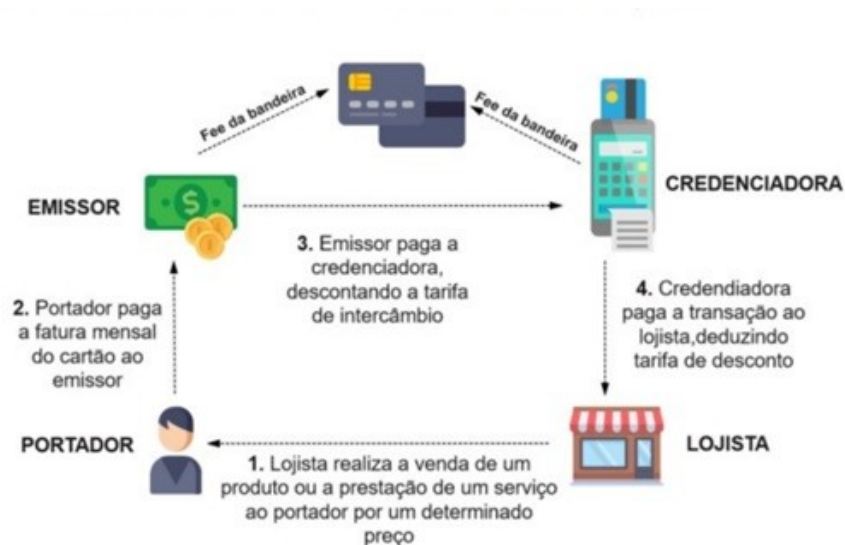 Fee da bandeira
Fee da bandeira
EMISSOR
CREDENCIADORA
3. Emissor paga a
credenciadora,
descontando a tarifa
de intercâmbio
2. Portador paga
a fatura mensal
do cartão ao
emissor
4. Credendiadora
paga a transação ao
lojista,deduzindo
tarifa de desconto
PORTADOR
LOJISTA
1. Lojista realiza a venda de um
produto ou a prestação de um serviço
ao portador por um determinado
preço